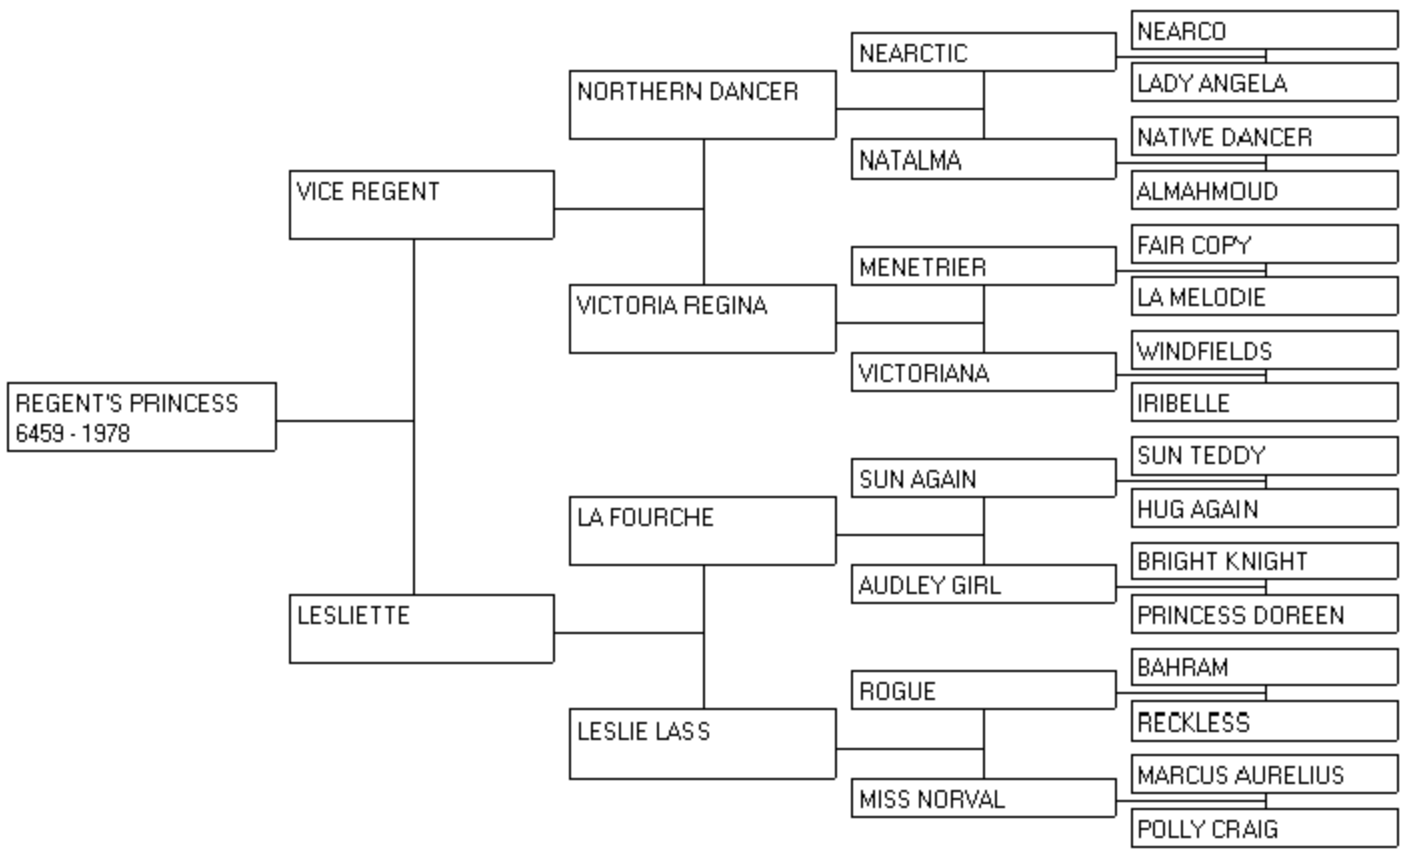 NEARCO
NEARCTIC
LADY ANGELA
NORTHERN DANCER
NATIVE DANCER
NATALMA
ALMAHMOUD
VICE REGENT
FAIR COPY
MENETRIER
LA MELODIE
VICTORIA REGINA
WINDFIELDS
VICTORIANA
IRIBELLE
REGENT'S PRINCESS
6459 - 1978
SUN TEDDY
SUN AGAIN
HUG AGAIN
LA FOURCHE
BRIGHT KNIGHT
AUDLEY GIRL
PRINCESS DOREEN
LESLIETTE
BAHRAM
ROGUE
RECKLESS
LESLIE LASS
MARCUS AURELIUS
MISS NORVAL
POLLY CRAIG